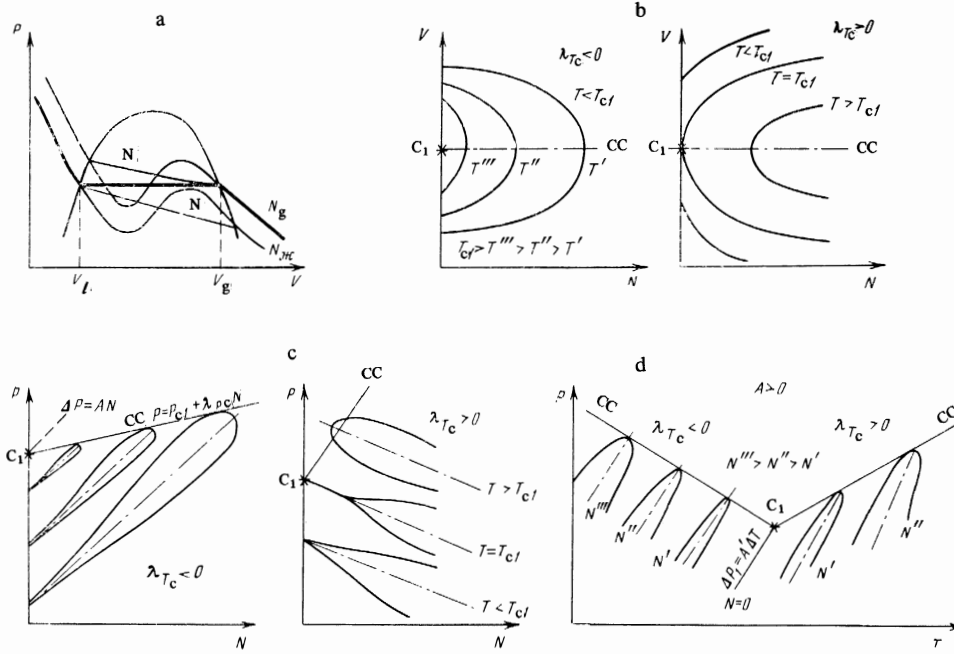 a
P
N
N
N_g
N_ж
V_l
V_g
V
b
V
λ_Tc < 0
T < T_c1
C_1
CC
T'''
T''
T'
T_c1 > T''' > T'' > T'
N
V
λ_Tc > 0
T < T_c1
T = T_c1
T > T_c1
C_1
CC
N
c
P
ΔP = AN
CC
P = P_c1 + λ_pc N
C_1
λ_Tc < 0
N
P
CC
λ_Tc > 0
C_1
T > T_c1
T = T_c1
T < T_c1
N
d
P
A > 0
CC
λ_Tc < 0
λ_Tc > 0
CC
N''' > N'' > N'
C_1
N'''
N''
N'
ΔP_1 = A'ΔT
N = 0
N'
N''
T